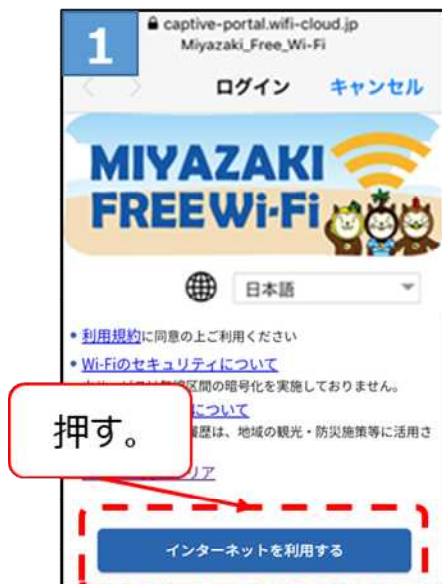 1
captive-portal.wifi-cloud.jp
Miyazaki_Free_Wi-Fi
ログイン
キャンセル
MIYAZAKI
FREE Wi-Fi
日本語
• 利用規約に同意の上ご利用ください
• Wi-Fiのセキュリティについて
区間の暗号化を実施しておりません。
について
履歴は、地域の観光・防災施策等に活用さ
リア
押す。
インターネットを利用する